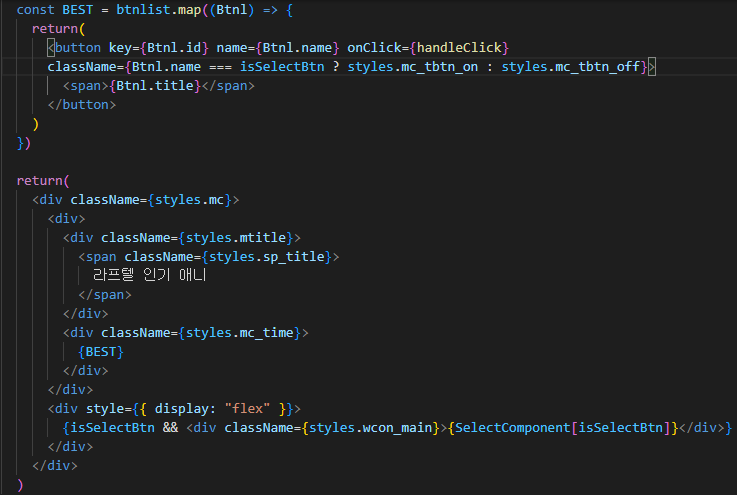 const BEST = btnlist.map((Btnl) => {
  return(
    <button key={Btnl.id} name={Btnl.name} onClick={handleClick}
    className={Btnl.name === isSelectBtn ? styles.mc_tbtn_on : styles.mc_tbtn_off}>
      <span>{Btnl.title}</span>
    </button>
  )
})

return(
  <div className={styles.mc}>
    <div>
      <div className={styles.mtitle}>
        <span className={styles.sp_title}>
          라프텔 인기 애니
        </span>
      </div>
      <div className={styles.mc_time}>
        {BEST}
      </div>
    </div>
    <div style={{ display: "flex" }}>
      {isSelectBtn && <div className={styles.wcon_main}>{SelectComponent[isSelectBtn]}</div>}
    </div>
  </div>
)